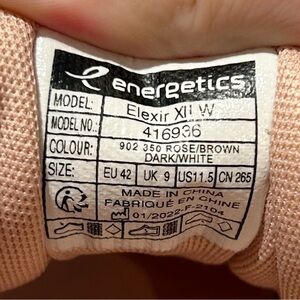 energetics
MODEL: Elexir XII W
MODEL NO.: 416936
COLOUR: 902 350 ROSE/BROWN
DARK/WHITE
SIZE: EU 42 UK 9 US11.5 CN 265
MADE IN CHINA
FABRIQUÉ EN CHINE
01/2022-F-2104